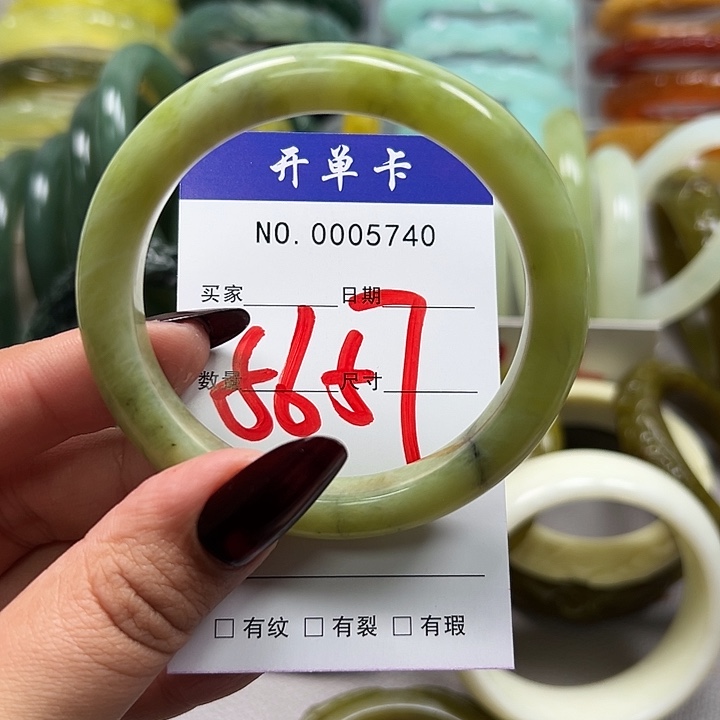 开单卡
NO. 0005740
买家 日期
5657
数量 尺寸
□ 有纹 □ 有裂 □ 有瑕